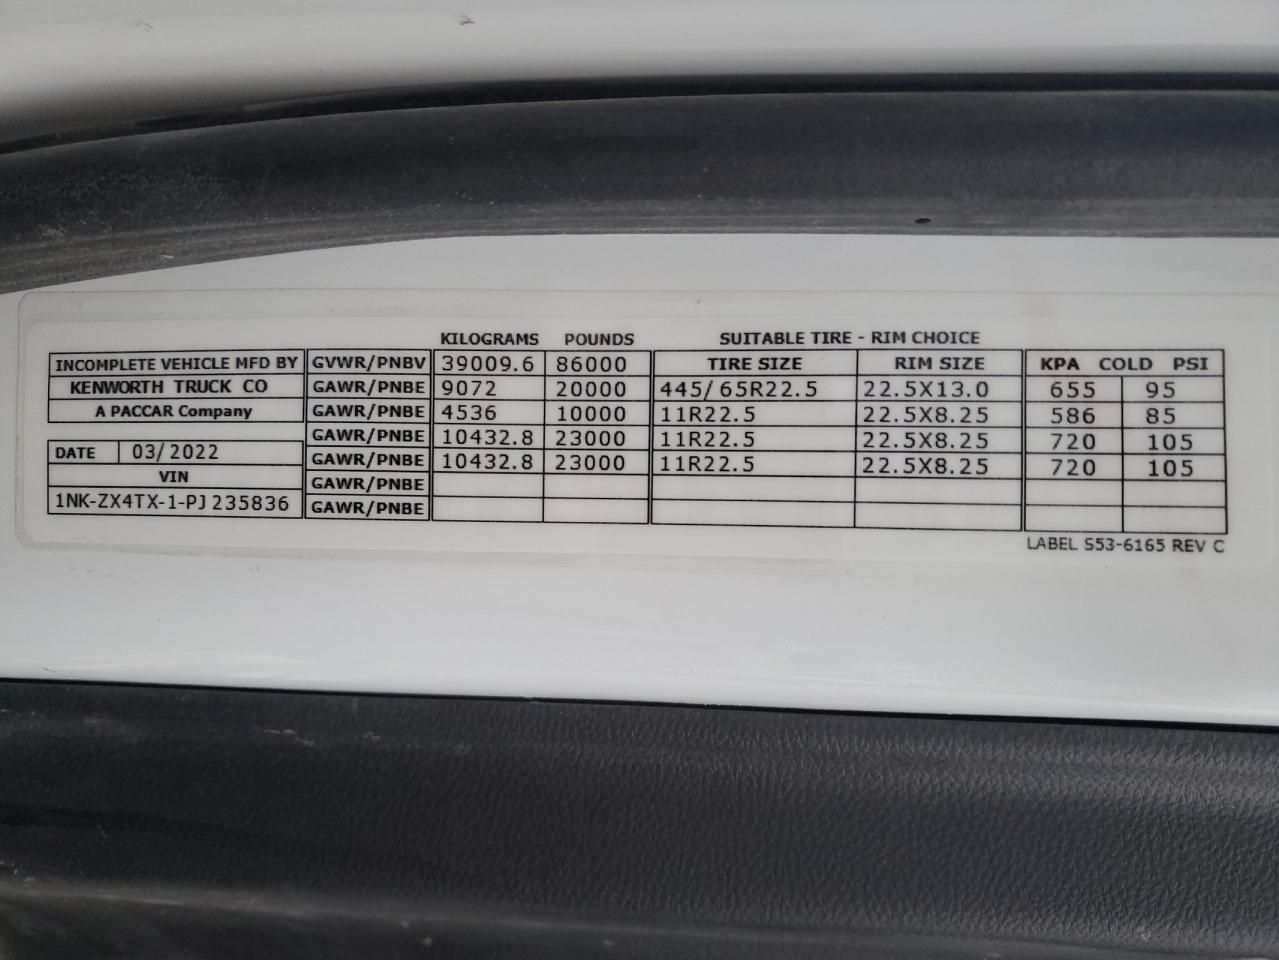 KILOGRAMS POUNDS SUITABLE TIRE - RIM CHOICE
INCOMPLETE VEHICLE MFD BY GVWR/PNBV 39009.6 86000 TIRE SIZE RIM SIZE KPA COLD PSI
KENWORTH TRUCK CO GAWR/PNBE 9072 20000 445/65R22.5 22.5X13.0 655 95
A PACCAR Company GAWR/PNBE 4536 10000 11R22.5 22.5X8.25 586 85
GAWR/PNBE 10432.8 23000 11R22.5 22.5X8.25 720 105
DATE 03/2022 GAWR/PNBE 10432.8 23000 11R22.5 22.5X8.25 720 105
VIN GAWR/PNBE
1NK-ZX4TX-1-PJ235836 GAWR/PNBE
LABEL S53-6165 REV C